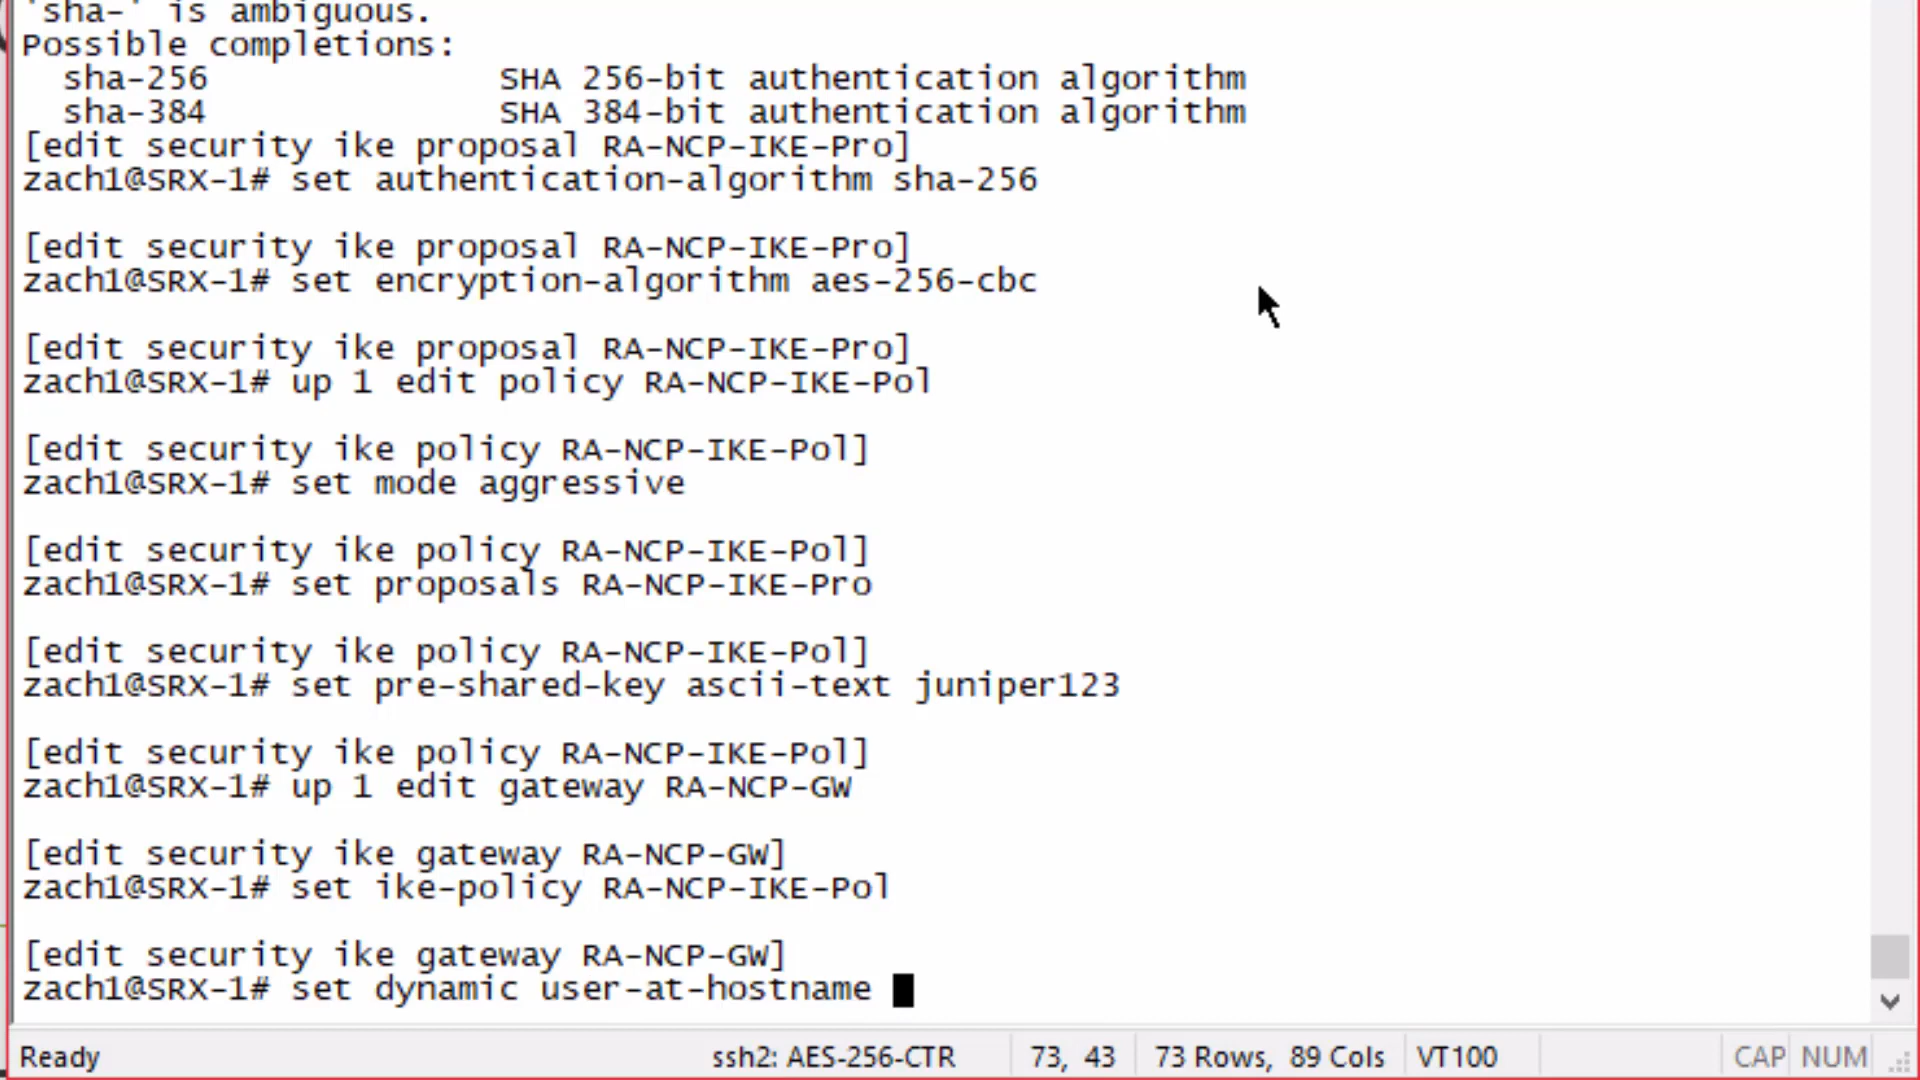 'sha-' is ambiguous.
Possible completions:
  sha-256              SHA 256-bit authentication algorithm
  sha-384              SHA 384-bit authentication algorithm
[edit security ike proposal RA-NCP-IKE-Pro]
zach1@SRX-1# set authentication-algorithm sha-256
[edit security ike proposal RA-NCP-IKE-Pro]
zach1@SRX-1# set encryption-algorithm aes-256-cbc
[edit security ike proposal RA-NCP-IKE-Pro]
zach1@SRX-1# up 1 edit policy RA-NCP-IKE-Pol
[edit security ike policy RA-NCP-IKE-Pol]
zach1@SRX-1# set mode aggressive
[edit security ike policy RA-NCP-IKE-Pol]
zach1@SRX-1# set proposals RA-NCP-IKE-Pro
[edit security ike policy RA-NCP-IKE-Pol]
zach1@SRX-1# set pre-shared-key ascii-text juniper123
[edit security ike policy RA-NCP-IKE-Pol]
zach1@SRX-1# up 1 edit gateway RA-NCP-GW
[edit security ike gateway RA-NCP-GW]
zach1@SRX-1# set ike-policy RA-NCP-IKE-Pol
[edit security ike gateway RA-NCP-GW]
zach1@SRX-1# set dynamic user-at-hostname
Ready ssh2: AES-256-CTR 73, 43 73 Rows, 89 Cols VT100 CAP NUM